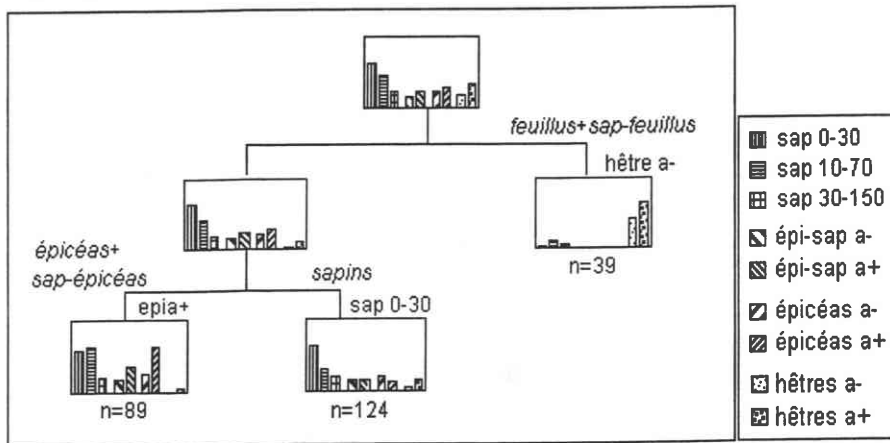 feuillus+sap-feuillus
hêtre a-
n=39
épicéas+
sap-épicéas
sapins
epia+
sap 0-30
n=89
n=124
sap 0-30
sap 10-70
sap 30-150
épi-sap a-
épi-sap a+
épicéas a-
épicéas a+
hêtres a-
hêtres a+